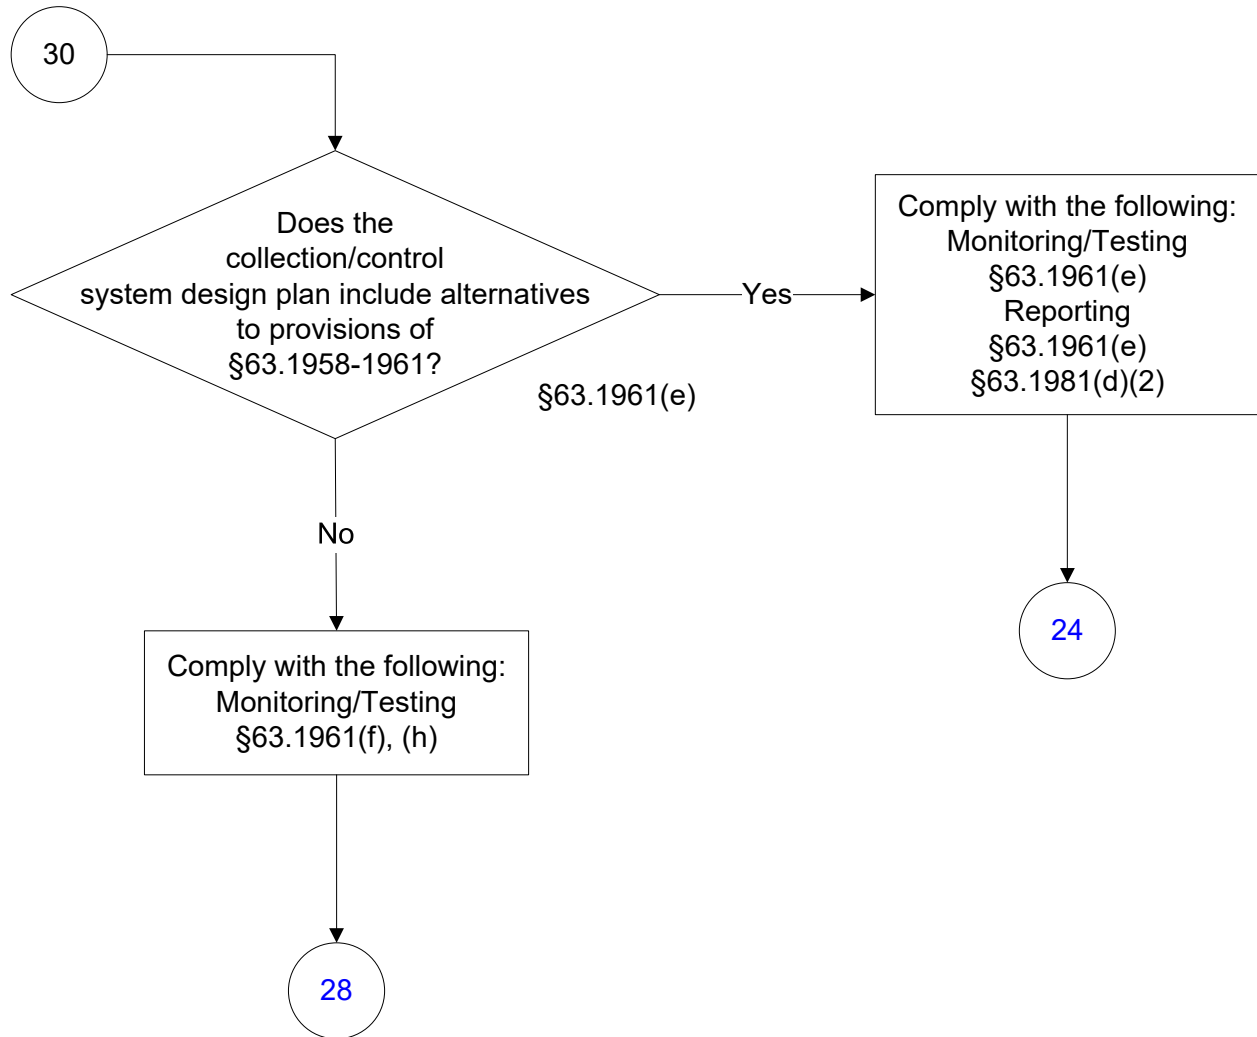 30
Does the
collection/control
system design plan include alternatives
to provisions of
§63.1958-1961?
§63.1961(e)
Yes
Comply with the following:
Monitoring/Testing
§63.1961(e)
Reporting
§63.1961(e)
§63.1981(d)(2)
24
No
Comply with the following:
Monitoring/Testing
§63.1961(f), (h)
28